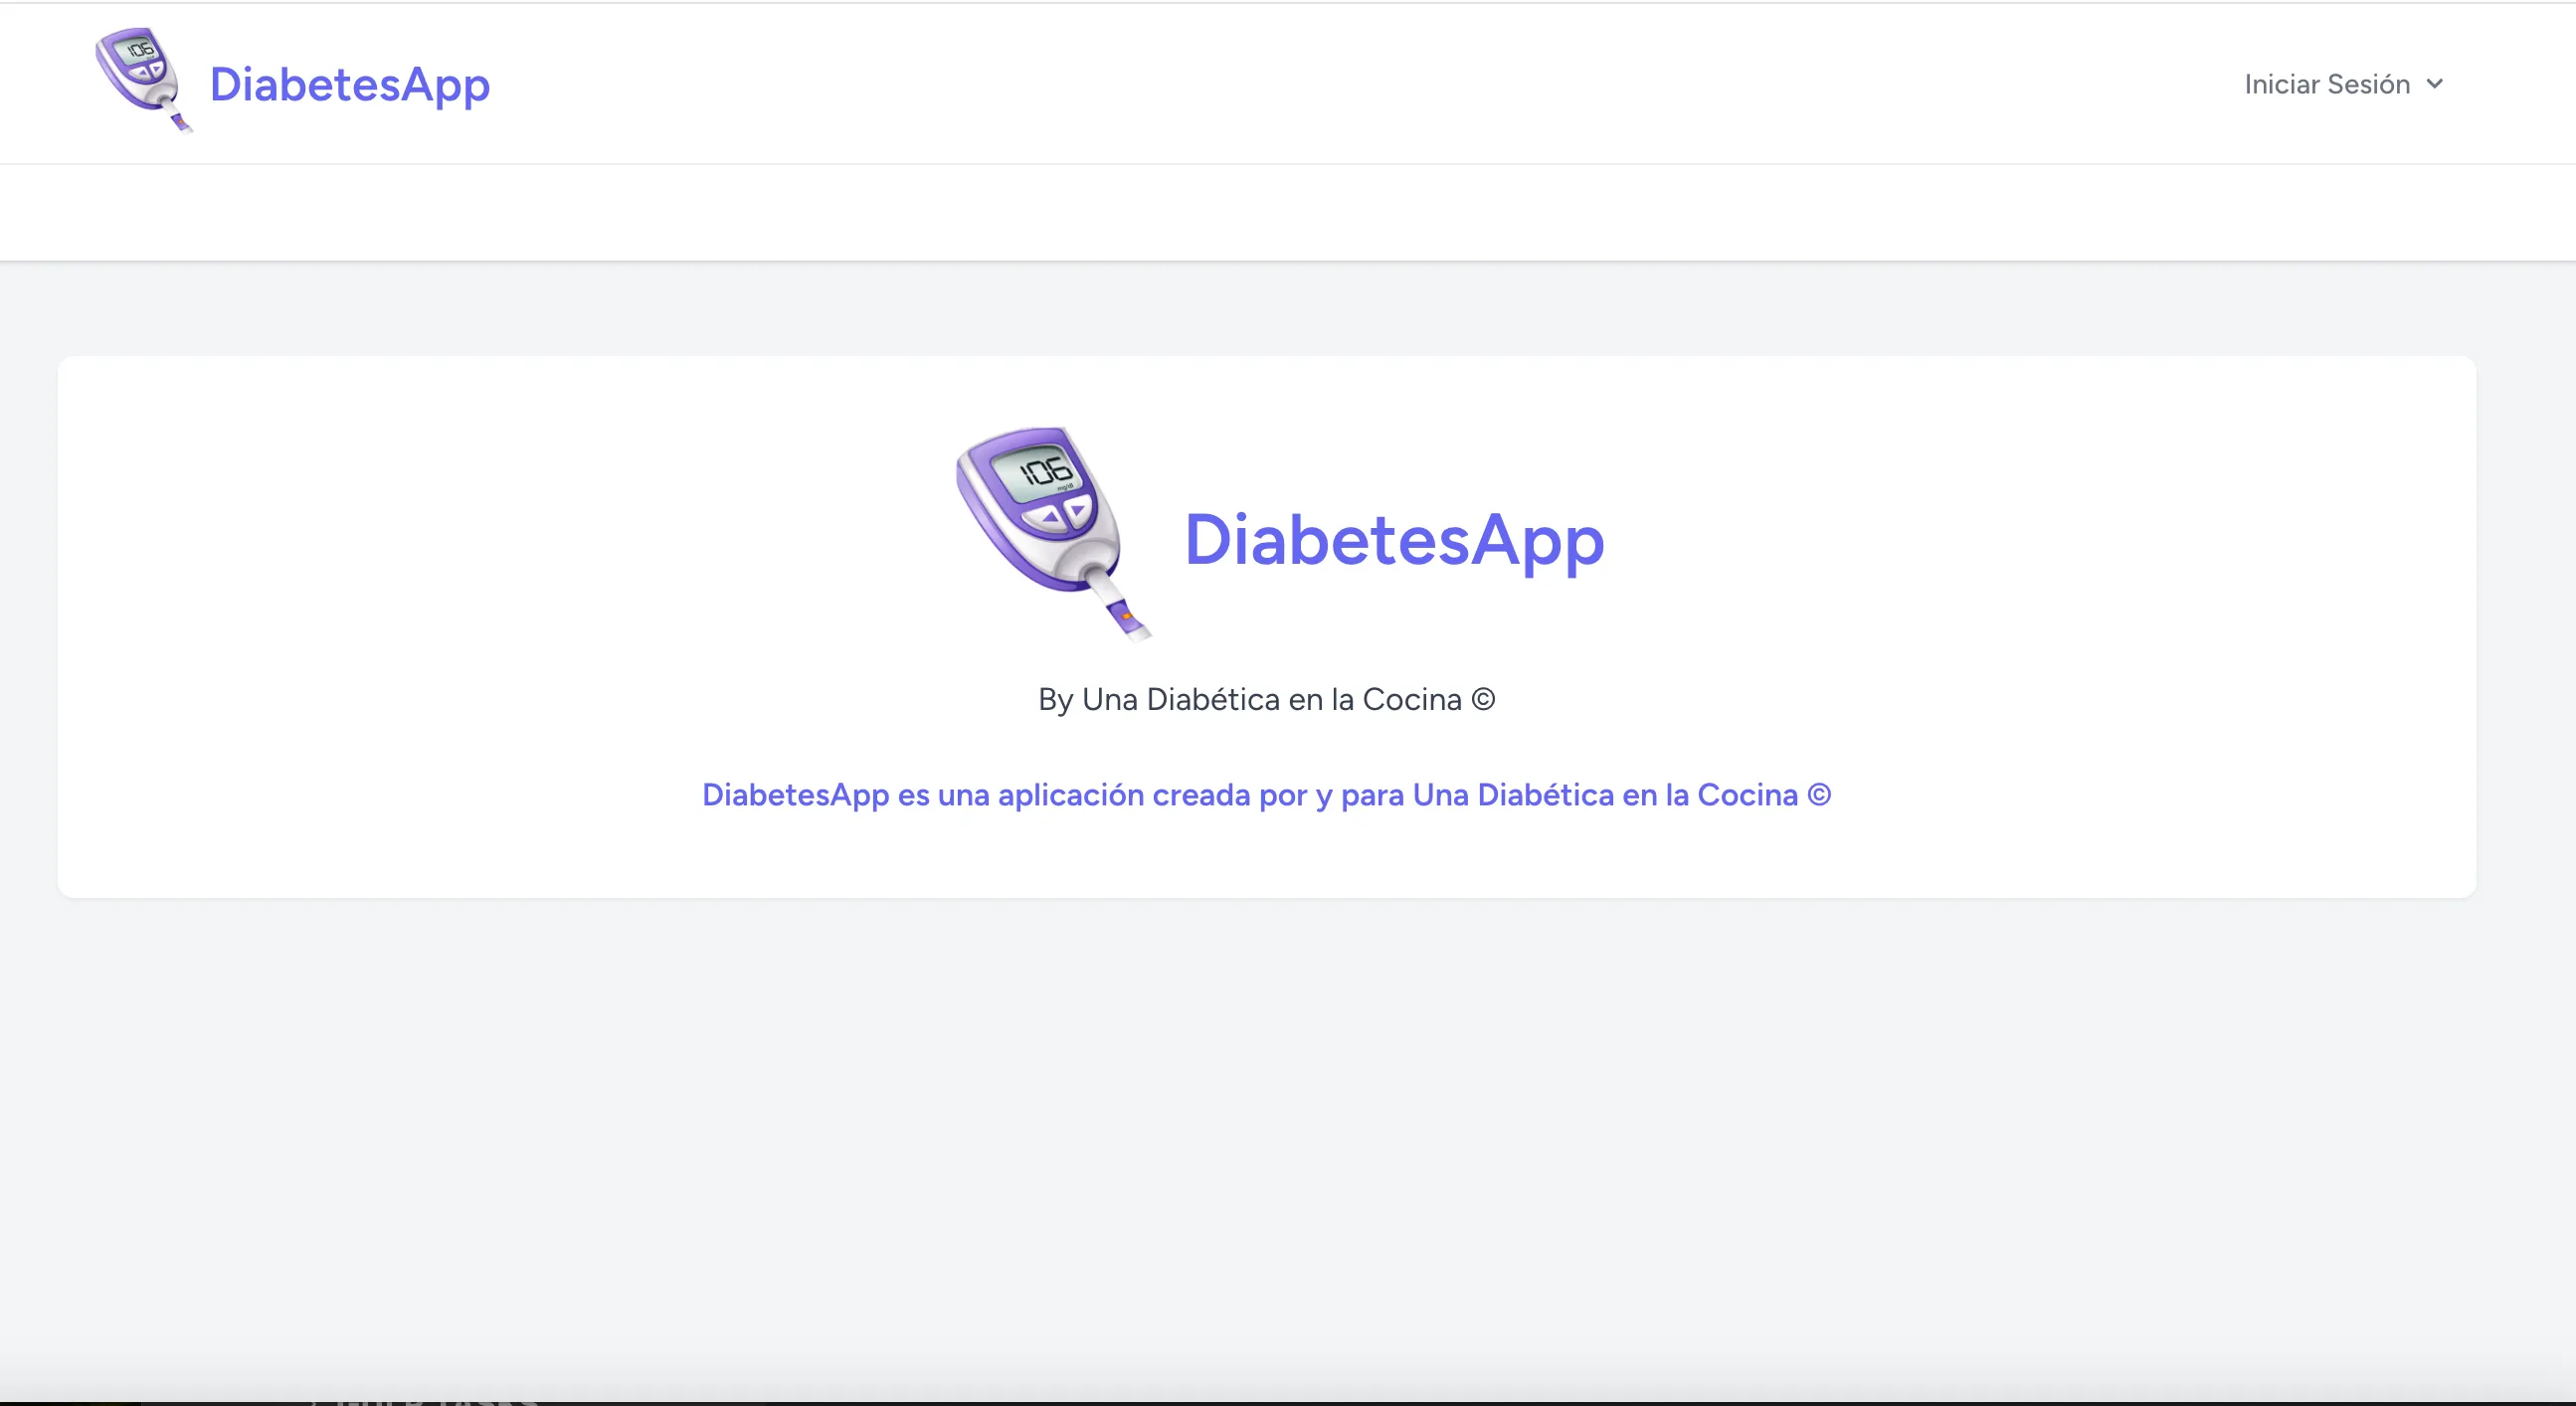 106
DiabetesApp
Iniciar Sesión
106
mg/dl
DiabetesApp
By Una Diabética en la Cocina ©
DiabetesApp es una aplicación creada por y para Una Diabética en la Cocina ©